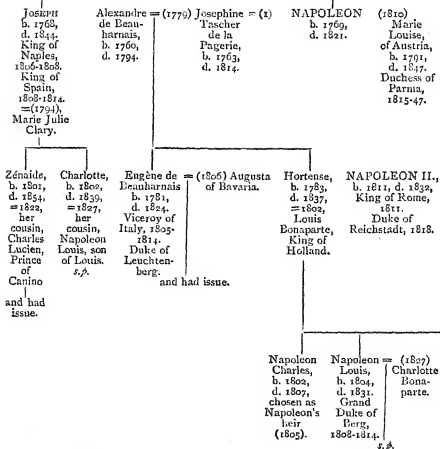 JOSEPH
b. 1768,
d. 1844.
King of
Naples,
1806-1808.
King of
Spain,
1808-1814.
=(1794),
Marie Julie
Clary.
Alexandre = (1779) Josephine = (1)
de Beau-
harnais,
b. 1760,
d. 1794.
Tascher
de la
Pagerie,
b. 1763,
d. 1814.
NAPOLEON
b. 1769,
d. 1821.
(1810)
Marie
Louise,
of Austria,
b. 1791,
d. 1847.
Duchess of
Parma,
1815-47.
Zénaide,
b. 1801,
d. 1854,
=1822,
her
cousin,
Charles
Lucien,
Prince
of
Canino
and had
issue.
Charlotte,
b. 1802,
d. 1839,
=1827,
her
cousin,
Napoleon
Louis, son
of Louis.
s.p.
Eugène de = (1806) Augusta
Beauharnais of Bavaria.
b. 1781,
d. 1824.
Viceroy of
Italy, 1805-
1814.
Duke of
Leuchten-
berg.
and had issue.
Hortense,
b. 1783,
d. 1837,
=1802,
Louis
Bonaparte,
King of
Holland.
NAPOLEON II.,
b. 1811, d. 1832,
King of Rome,
1811.
Duke of
Reichstadt, 1818.
Napoleon
Charles,
b. 1802,
d. 1807,
chosen as
Napoleon's
heir
(1805).
Napoleon = (1827)
Louis,
b. 1804,
d. 1831.
Grand
Duke of
Berg,
1808-1814.
Charlotte
Bona-
parte.
s.p.